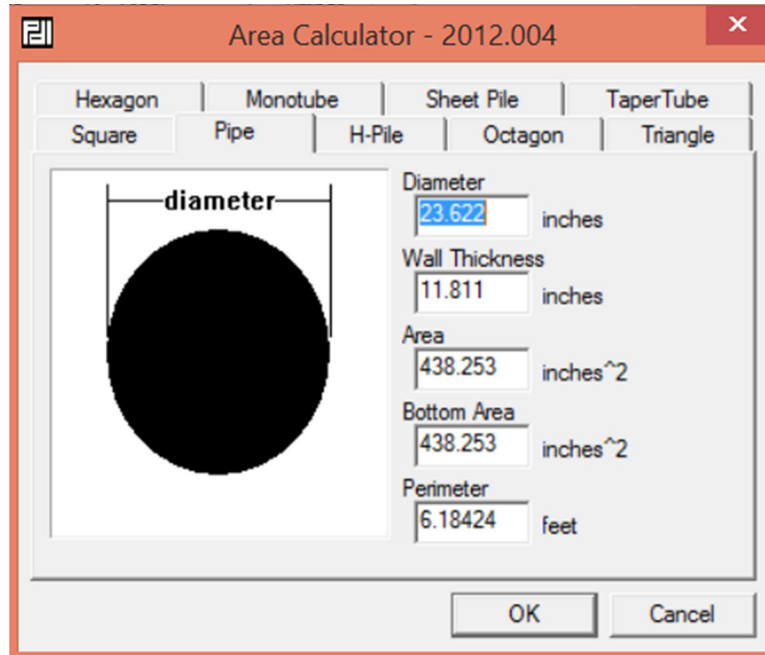 Area Calculator - 2012.004
x
Hexagon Monotube Sheet Pile TaperTube
Square Pipe H-Pile Octagon Triangle
diameter
Diameter
23.622 inches
Wall Thickness
11.811 inches
Area
438.253 inches^2
Bottom Area
438.253 inches^2
Perimeter
6.18424 feet
OK Cancel